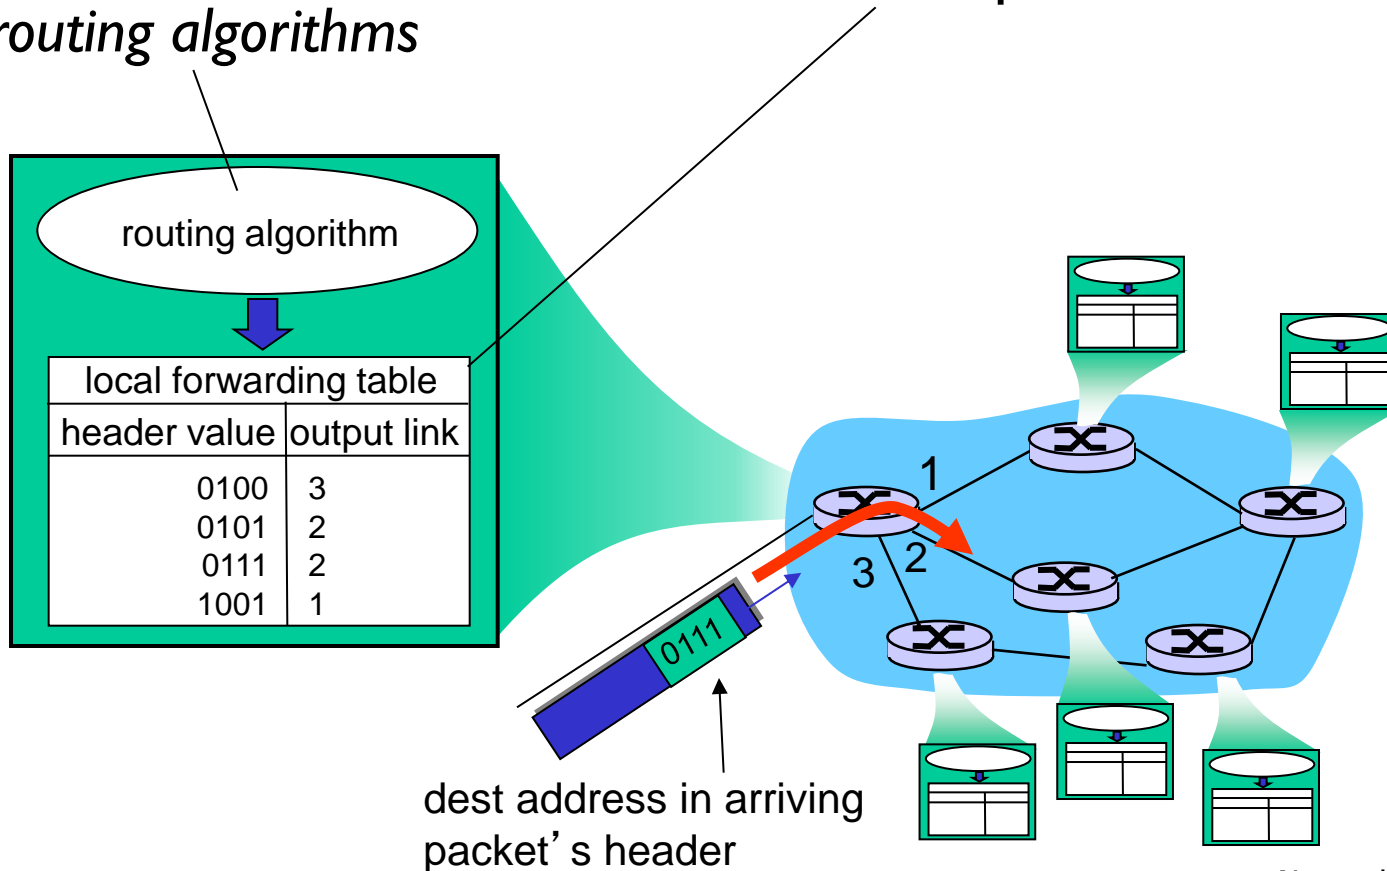 routing algorithms
routing algorithm
local forwarding table
header value output link
0100 3
0101 2
0111 2
1001 1
1
2
3
0111
dest address in arriving
packet’s header